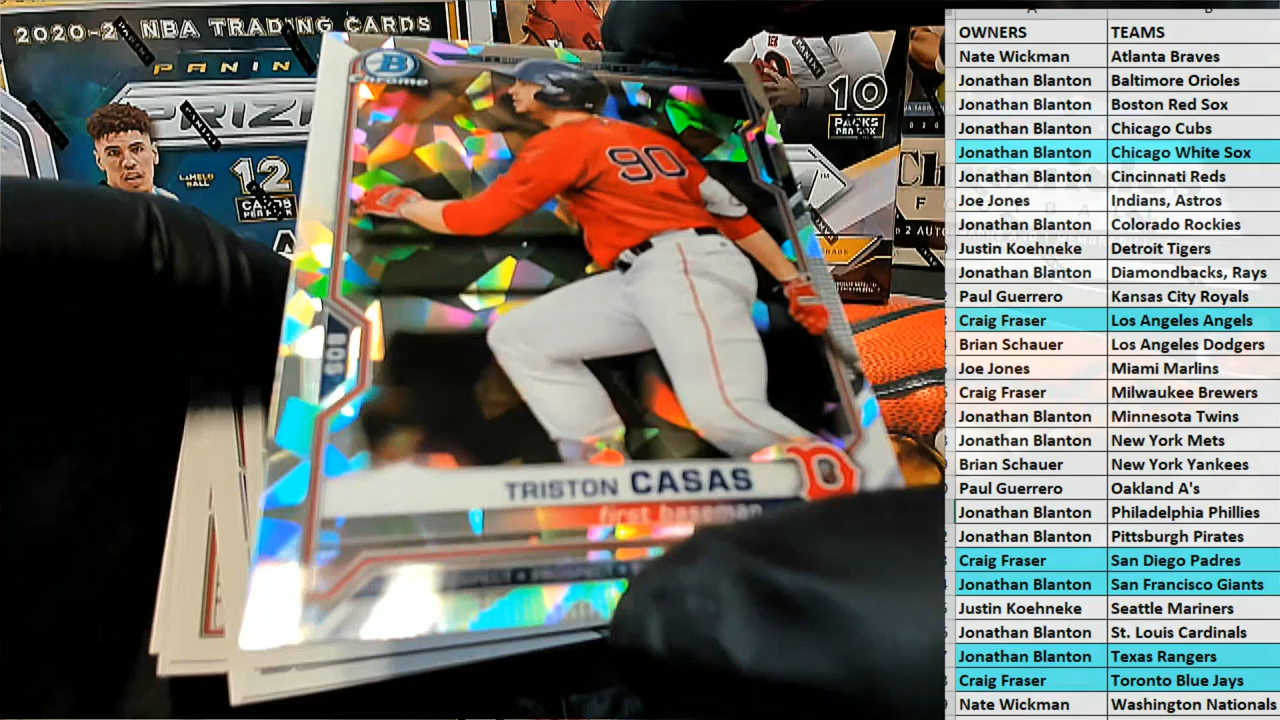 2020-2 NBA TRADING CARDS
PANIN
PRIZ
LaMELO
BALL
12
CARDS
PER BOX
10
PACKS
PER BOX
B
Chrome
90
BOS
TRISTON CASAS
first baseman
B
OWNERS TEAMS
Nate Wickman Atlanta Braves
Jonathan Blanton Baltimore Orioles
Jonathan Blanton Boston Red Sox
Jonathan Blanton Chicago Cubs
Jonathan Blanton Chicago White Sox
Jonathan Blanton Cincinnati Reds
Joe Jones Indians, Astros
Jonathan Blanton Colorado Rockies
Justin Koehneke Detroit Tigers
Jonathan Blanton Diamondbacks, Rays
Paul Guerrero Kansas City Royals
Craig Fraser Los Angeles Angels
Brian Schauer Los Angeles Dodgers
Joe Jones Miami Marlins
Craig Fraser Milwaukee Brewers
Jonathan Blanton Minnesota Twins
Jonathan Blanton New York Mets
Brian Schauer New York Yankees
Paul Guerrero Oakland A's
Jonathan Blanton Philadelphia Phillies
Jonathan Blanton Pittsburgh Pirates
Craig Fraser San Diego Padres
Jonathan Blanton San Francisco Giants
Justin Koehneke Seattle Mariners
Jonathan Blanton St. Louis Cardinals
Jonathan Blanton Texas Rangers
Craig Fraser Toronto Blue Jays
Nate Wickman Washington Nationals